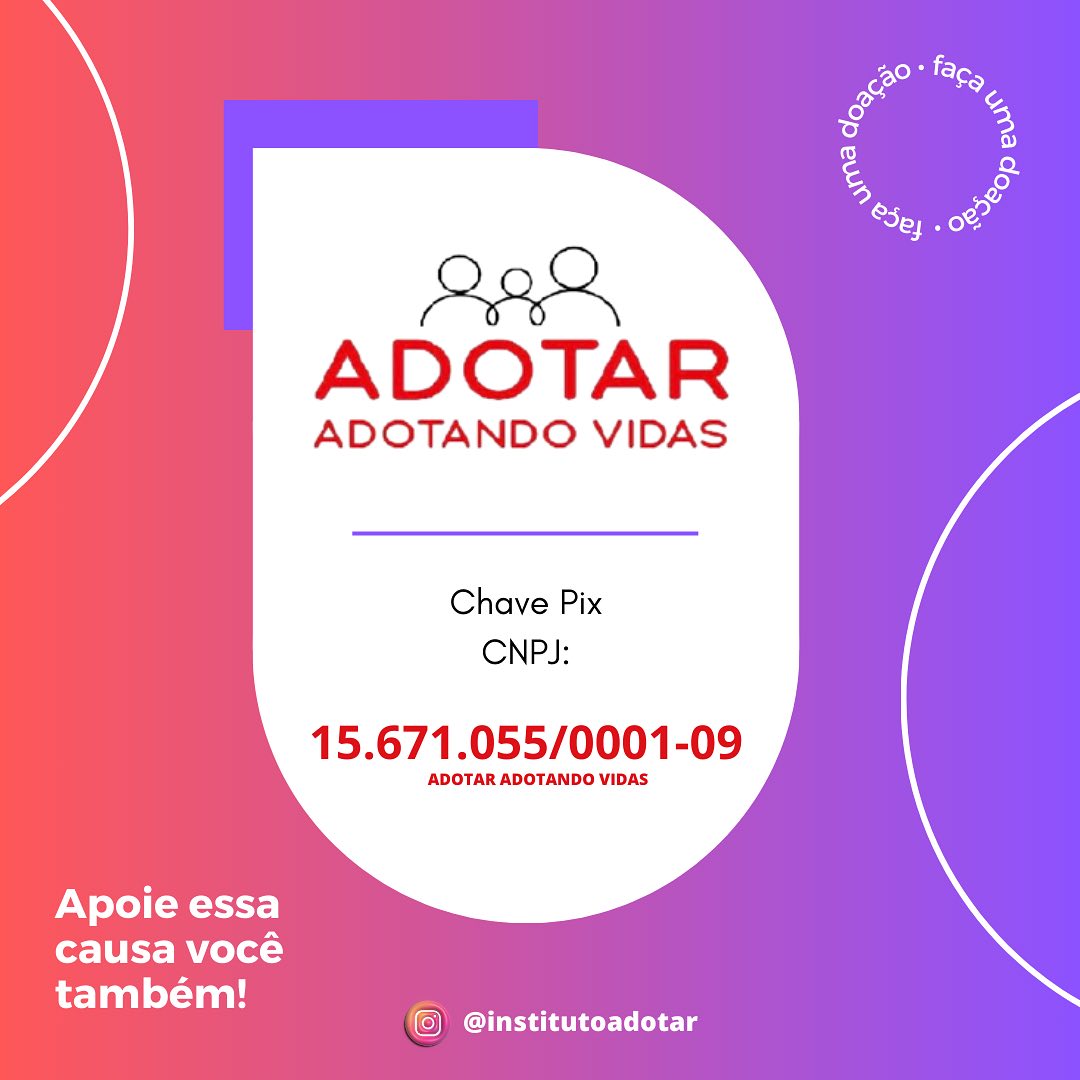 faça uma doação • faça uma doação •
ADOTAR
ADOTANDO VIDAS
Chave Pix
CNPJ:
15.671.055/0001-09
ADOTAR ADOTANDO VIDAS
Apoie essa
causa você
também!
@institutoadotar